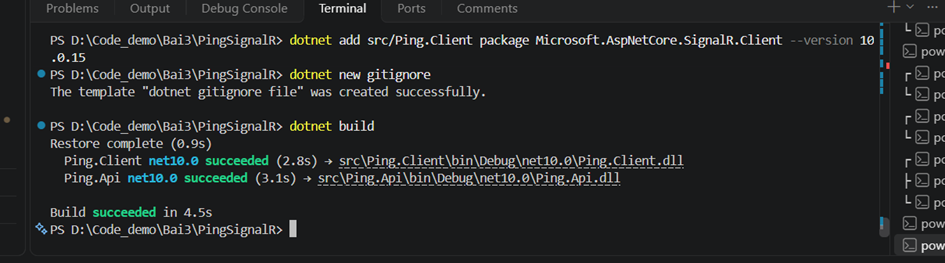 Problems Output Debug Console Terminal Ports Comments
PS D:\Code_demo\Bai3\PingSignalR> dotnet add src/Ping.Client package Microsoft.AspNetCore.SignalR.Client --version 10
.0.15
PS D:\Code_demo\Bai3\PingSignalR> dotnet new gitignore
The template "dotnet gitignore file" was created successfully.
PS D:\Code_demo\Bai3\PingSignalR> dotnet build
Restore complete (0.9s)
Ping.Client net10.0 succeeded (2.8s) → src\Ping.Client\bin\Debug\net10.0\Ping.Client.dll
Ping.Api net10.0 succeeded (3.1s) → src\Ping.Api\bin\Debug\net10.0\Ping.Api.dll
Build succeeded in 4.5s
PS D:\Code_demo\Bai3\PingSignalR>